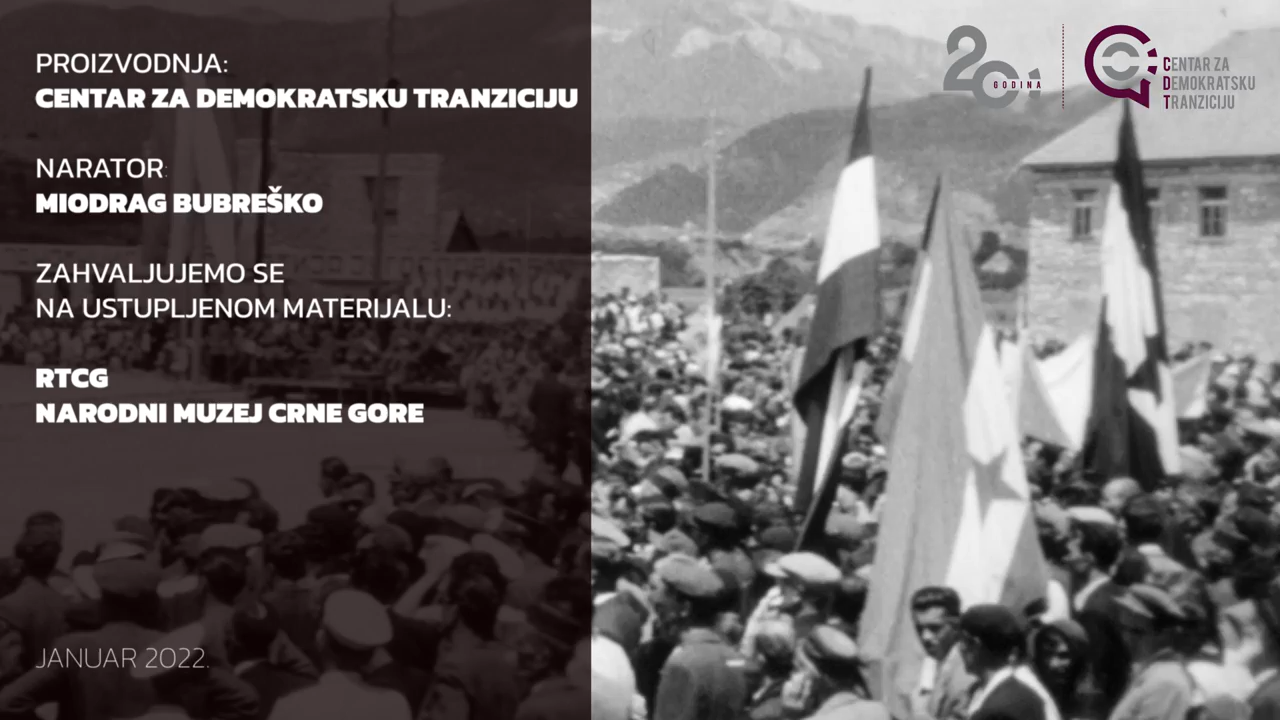 PROIZVODNJA:
CENTAR ZA DEMOKRATSKU TRANZICIJU
NARATOR:
MIODRAG BUBREŠKO
ZAHVALJUJEMO SE
NA USTUPLJENOM MATERIJALU:
RTCG
NARODNI MUZEJ CRNE GORE
JANUAR 2022.
20 GODINA
CENTAR ZA
DEMOKRATSKU
TRANZICIJU